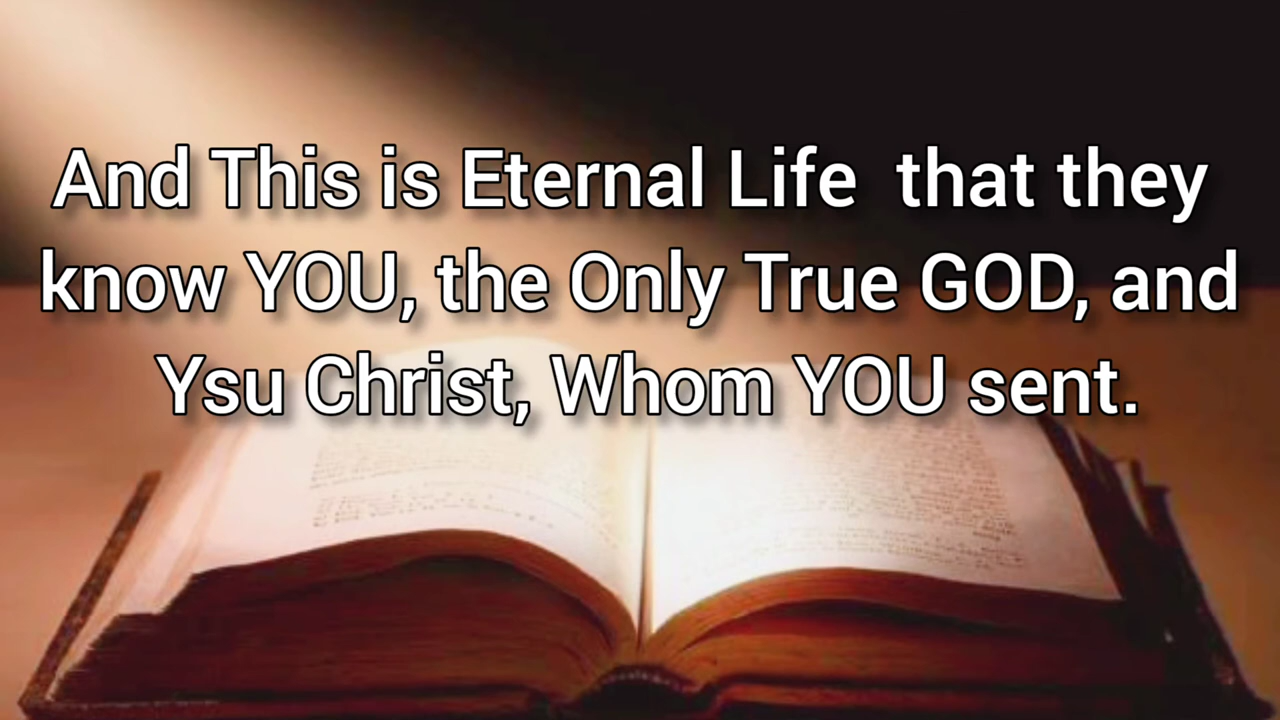 And This is Eternal Life  that they
know YOU, the Only True GOD, and
Ysu Christ, Whom YOU sent.